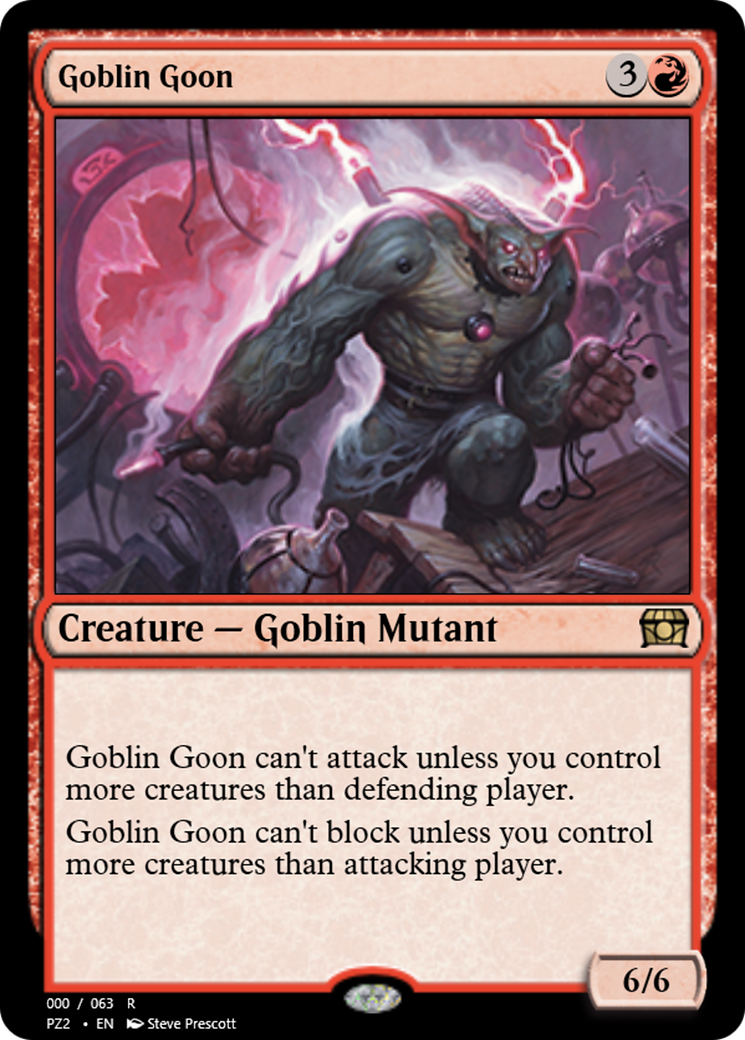 Goblin Goon 3
Creature — Goblin Mutant
Goblin Goon can't attack unless you control
more creatures than defending player.
Goblin Goon can't block unless you control
more creatures than attacking player.
6/6
000 / 063 R
PZ2 • EN Steve Prescott